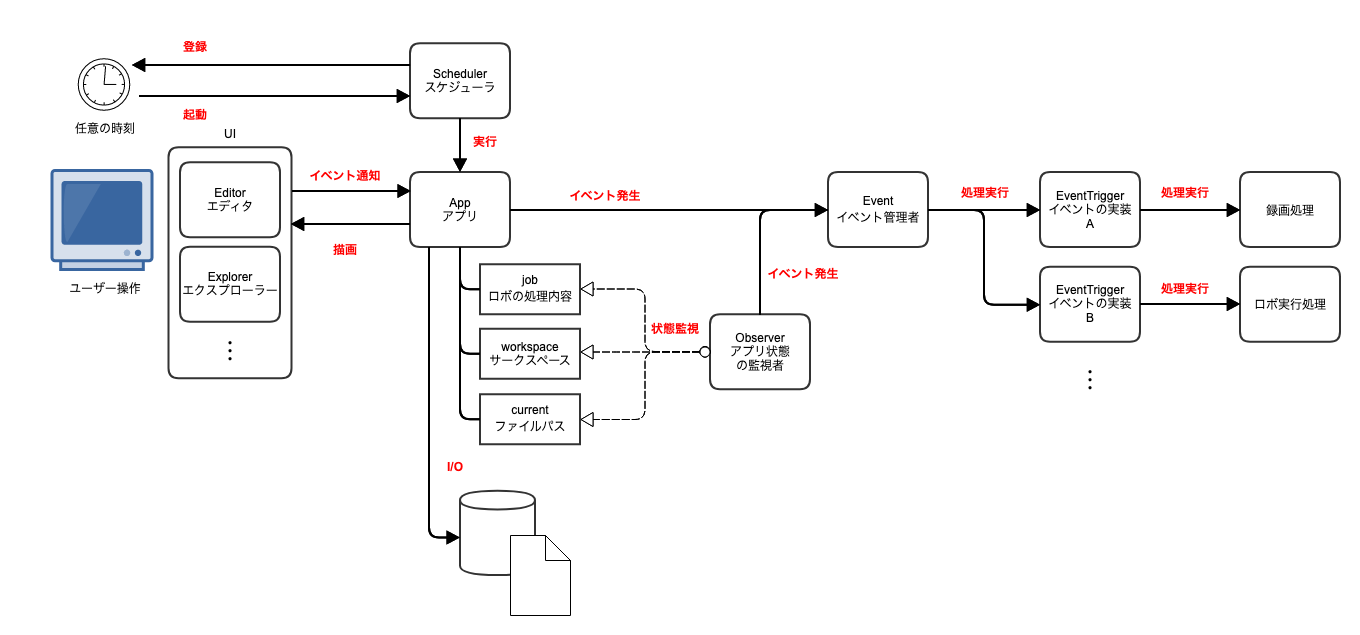 登録
Scheduler
スケジューラ
起動
任意の時刻
実行
UI
Editor
エディタ
Explorer
エクスプローラー
ユーザー操作
イベント通知
描画
App
アプリ
イベント発生
Event
イベント管理者
処理実行
EventTrigger
イベントの実装
A
処理実行
録画処理
EventTrigger
イベントの実装
B
処理実行
ロボ実行処理
イベント発生
job
ロボの処理内容
workspace
サークスペース
current
ファイルパス
状態監視
Observer
アプリ状態
の監視者
I/O